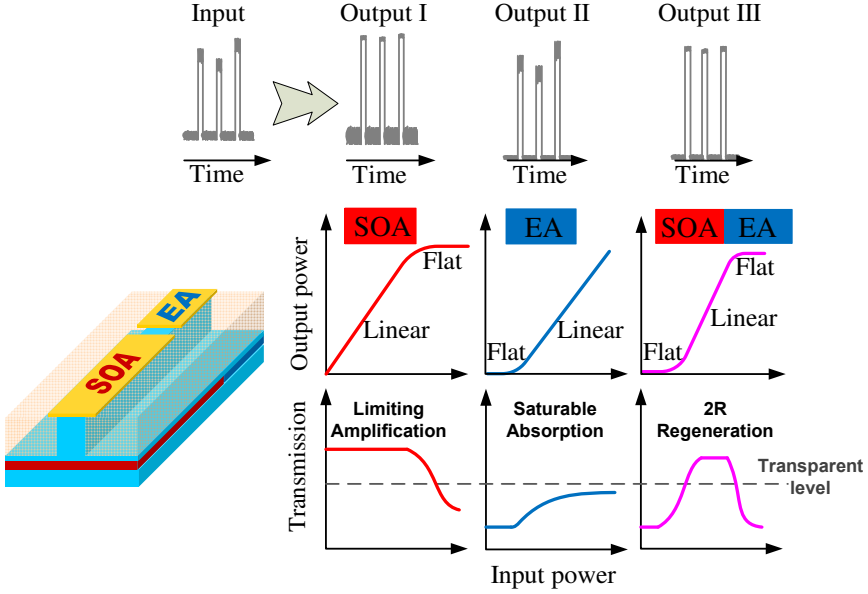 Input
Output I
Output II
Output III
Time
Time
Time
Time
SOA
EA
SOA
EA
Output power
Flat
Linear
Flat
Linear
Flat
Linear
Flat
EA
SOA
Transmission
Limiting
Amplification
Saturable
Absorption
2R
Regeneration
Transparent
level
Input power